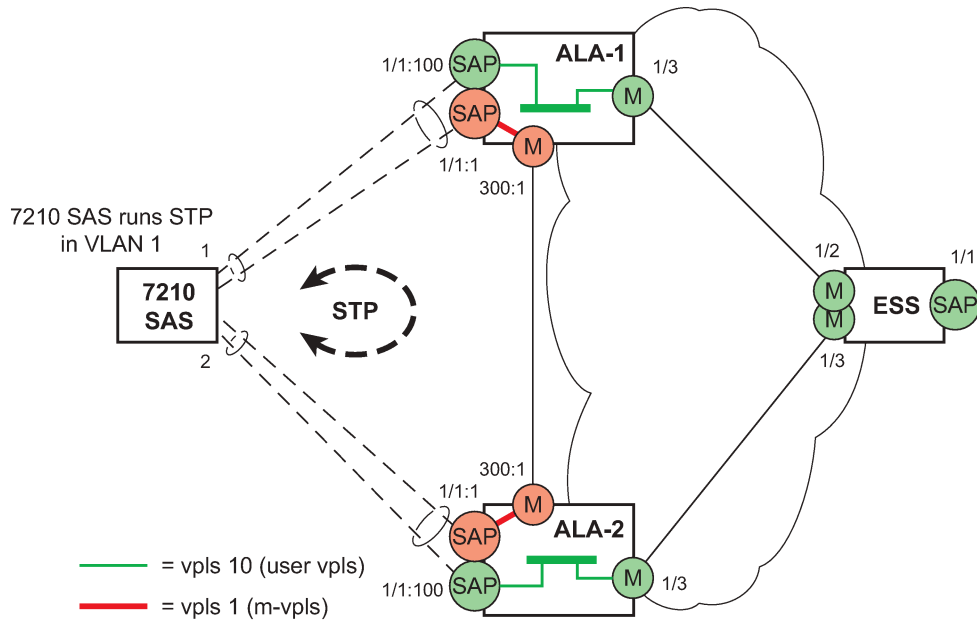 1/1:100
SAP
ALA-1
1/3
M
SAP
M
1/1:1
300:1
7210 SAS runs STP
in VLAN 1
1
7210
SAS
2
STP
1/2
1/1
M
M
ESS
SAP
1/3
300:1
1/1:1
M
SAP
ALA-2
SAP
M
1/3
1/1:100
= vpls 10 (user vpls)
= vpls 1 (m-vpls)